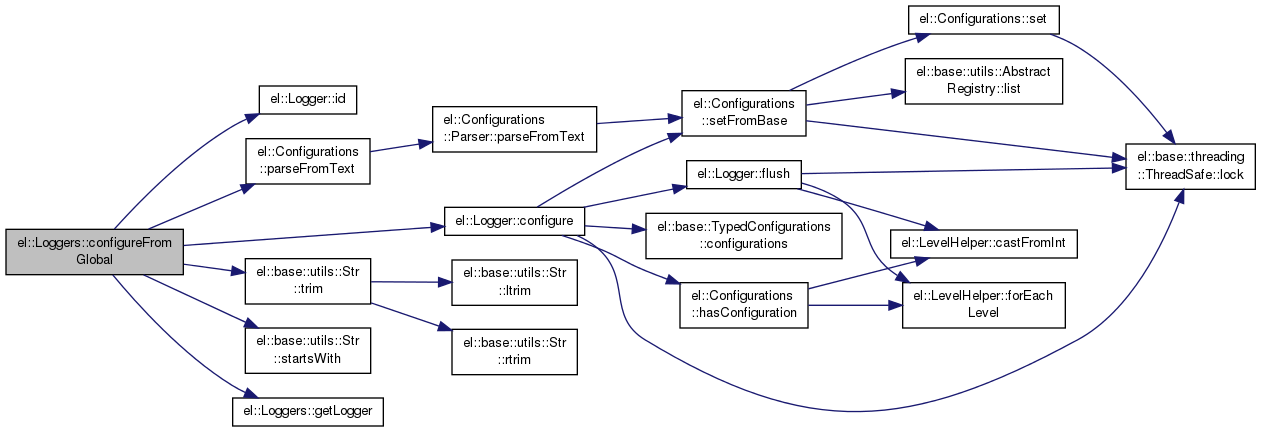 el::Loggers::configureFrom
Global
el::Logger::id
el::Configurations
::parseFromText
el::Configurations
::Parser::parseFromText
el::Logger::configure
el::base::utils::Str
::trim
el::base::utils::Str
::ltrim
el::base::utils::Str
::rtrim
el::base::utils::Str
::startsWith
el::Loggers::getLogger
el::Configurations
::setFromBase
el::Logger::flush
el::base::TypedConfigurations
::configurations
el::Configurations
::hasConfiguration
el::Configurations::set
el::base::utils::Abstract
Registry::list
el::base::threading
::ThreadSafe::lock
el::LevelHelper::castFromInt
el::LevelHelper::forEach
Level